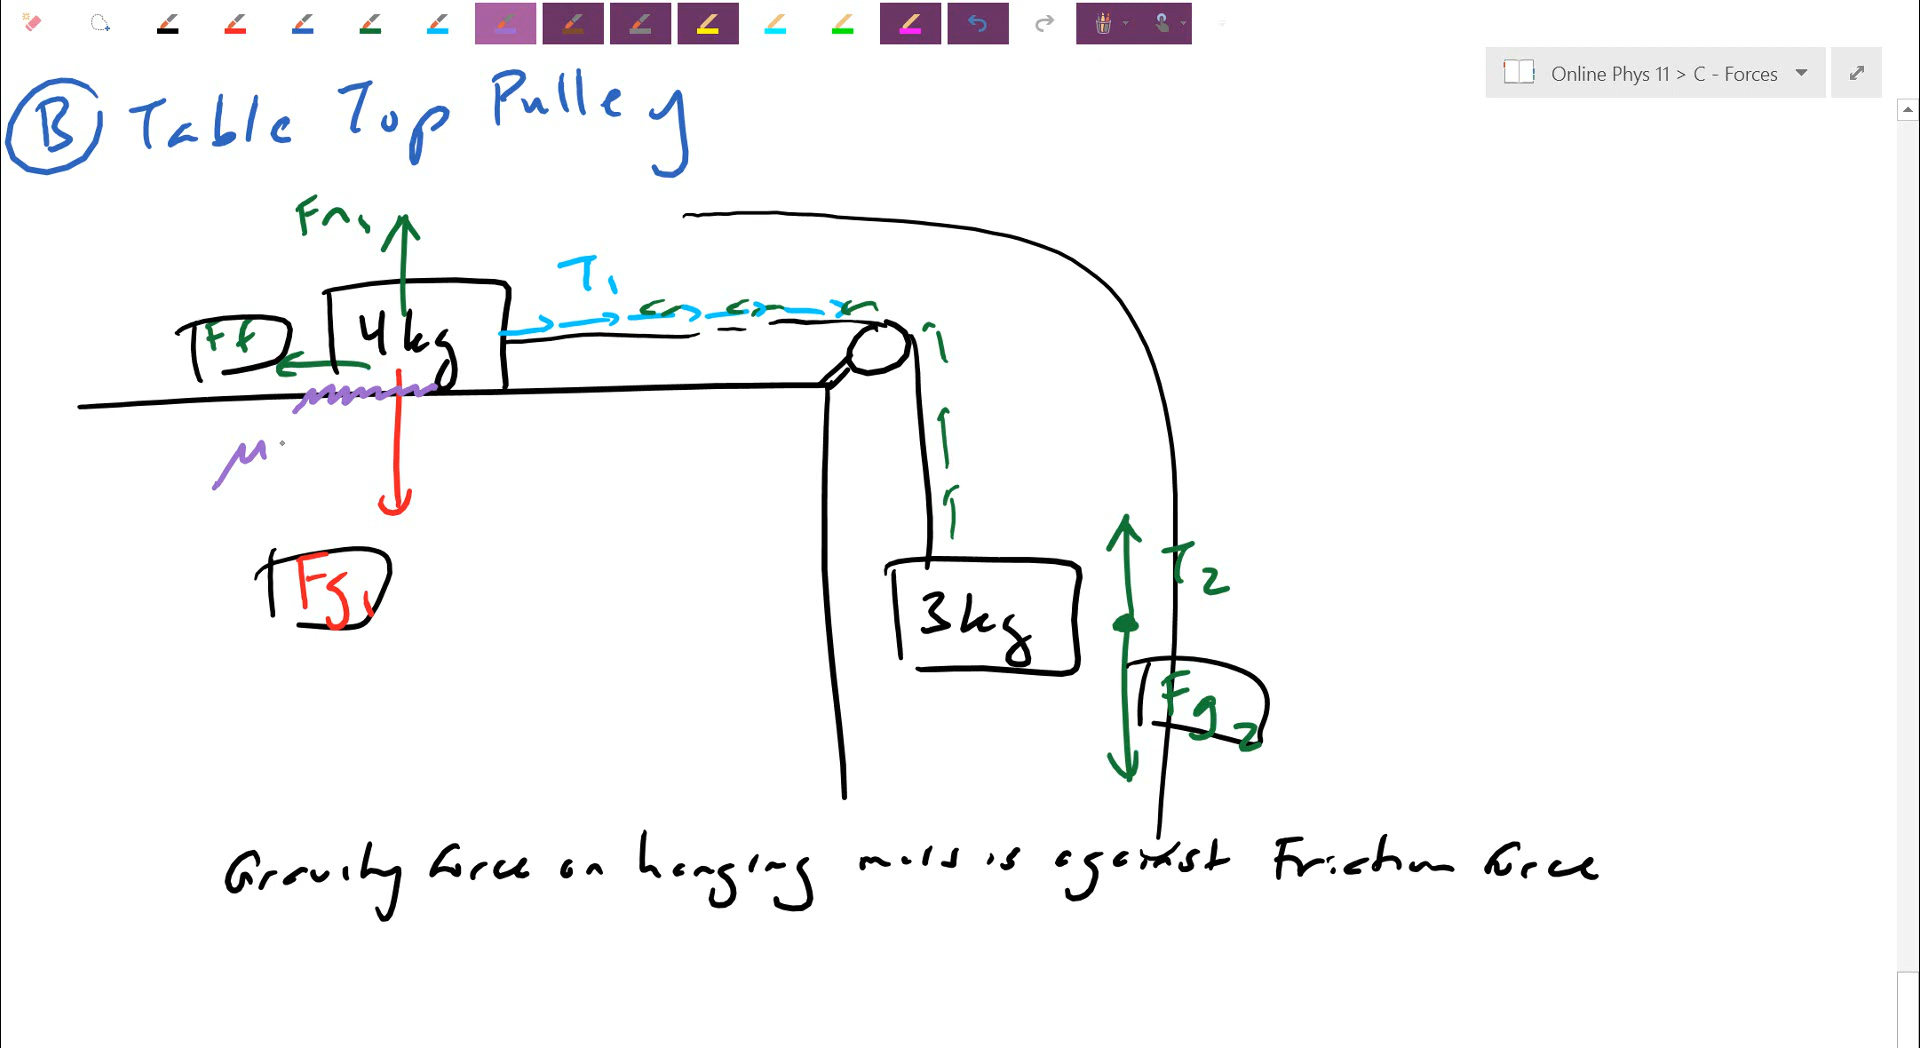 Online Phys 11 > C - Forces
B Table Top Pulley
Fn1
T1
Ff
4kg
μ
T2
Fg1
3kg
Fg2
Gravity force on hanging mass is against Friction force